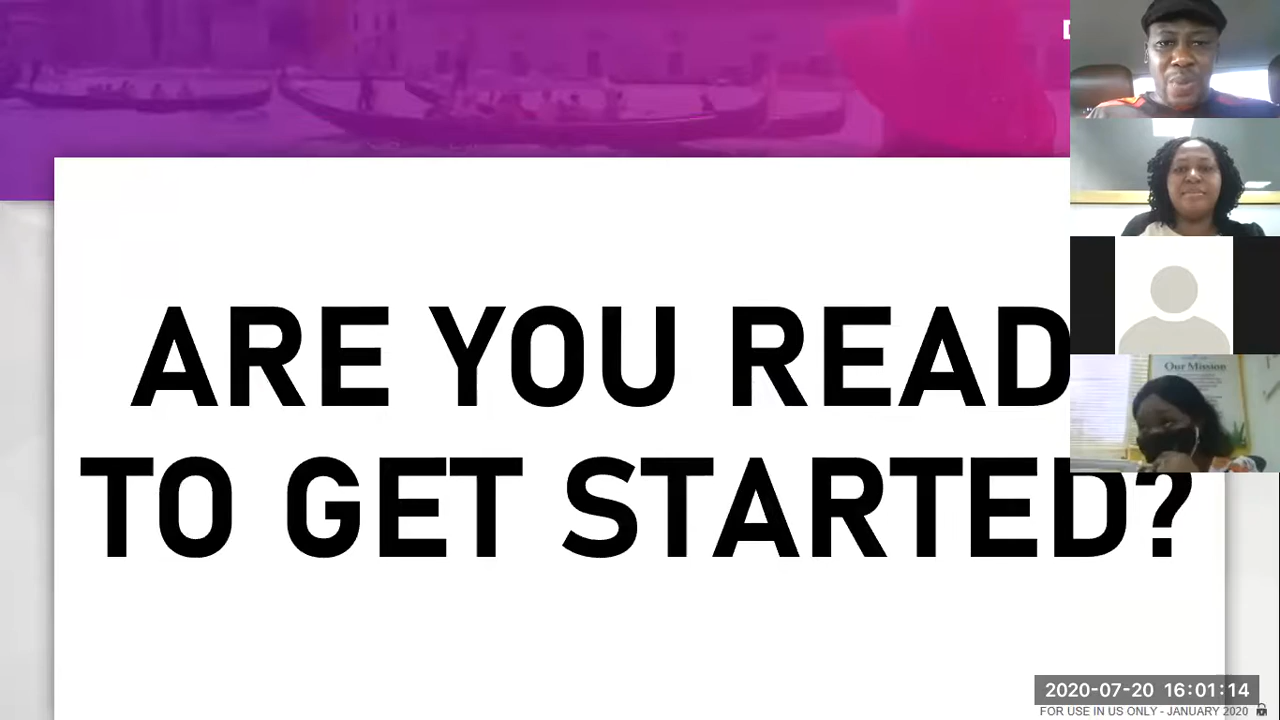 ARE YOU READ
TO GET STARTED?
Our Mission
2020-07-20 16:01:14
FOR USE IN US ONLY - JANUARY 2020